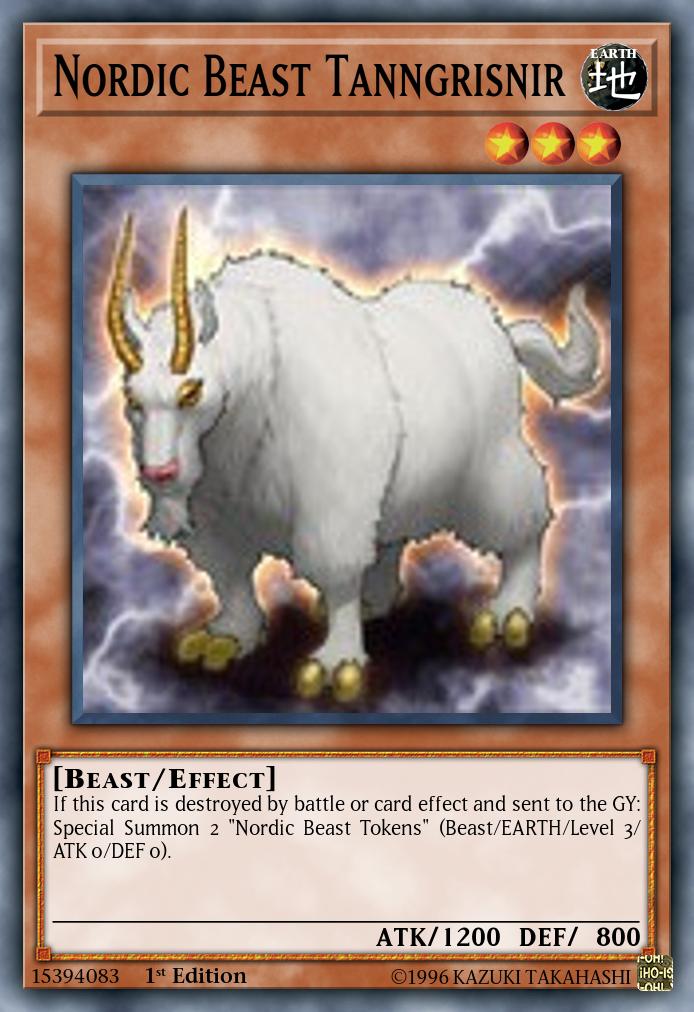 Nordic Beast Tanngrisnir
EARTH
地
[Beast/Effect]
If this card is destroyed by battle or card effect and sent to the GY:
Special Summon 2 "Nordic Beast Tokens" (Beast/EARTH/Level 3/
ATK 0/DEF 0).
ATK/1200 DEF/ 800
15394083 1st Edition ©1996 KAZUKI TAKAHASHI